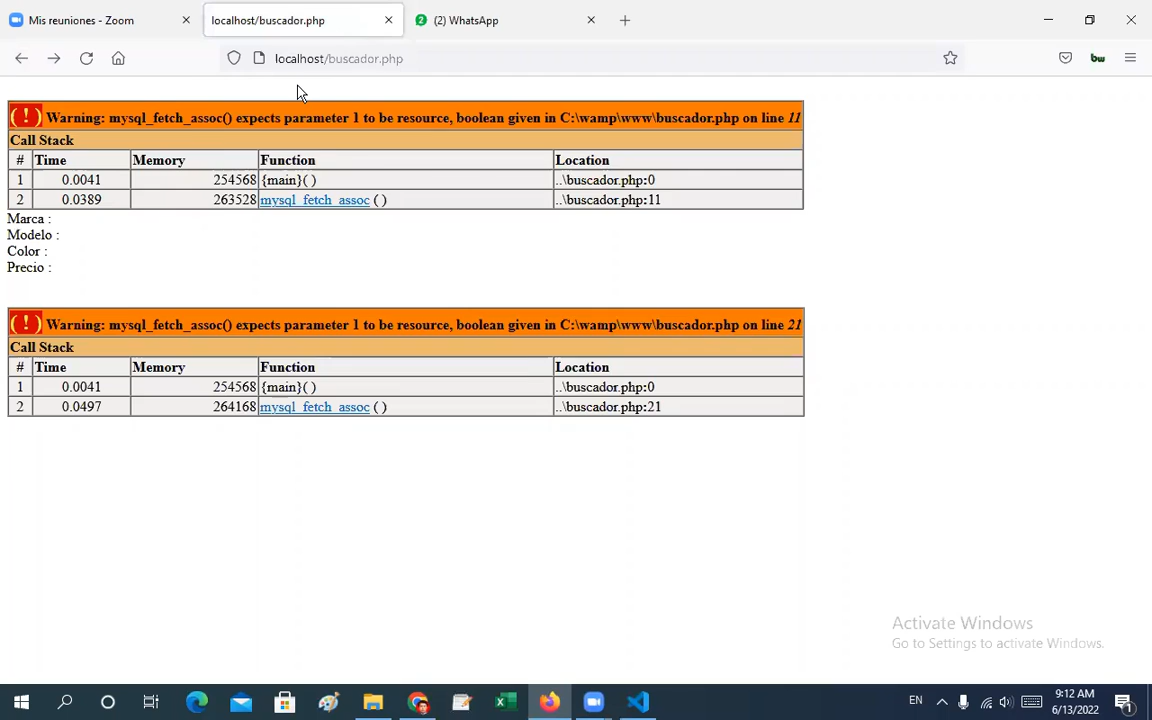 Mis reuniones - Zoom
localhost/buscador.php
2 (2) WhatsApp
localhost/buscador.php
bw
( ! ) Warning: mysql_fetch_assoc() expects parameter 1 to be resource, boolean given in C:\wamp\www\buscador.php on line 11
Call Stack
# Time Memory Function Location
1 0.0041 254568 {main}( ) ..\buscador.php:0
2 0.0389 263528 mysql_fetch_assoc ( ) ..\buscador.php:11
Marca :
Modelo :
Color :
Precio :
( ! ) Warning: mysql_fetch_assoc() expects parameter 1 to be resource, boolean given in C:\wamp\www\buscador.php on line 21
Call Stack
# Time Memory Function Location
1 0.0041 254568 {main}( ) ..\buscador.php:0
2 0.0497 264168 mysql_fetch_assoc ( ) ..\buscador.php:21
Activate Windows
Go to Settings to activate Windows.
EN
9:12 AM
6/13/2022
1